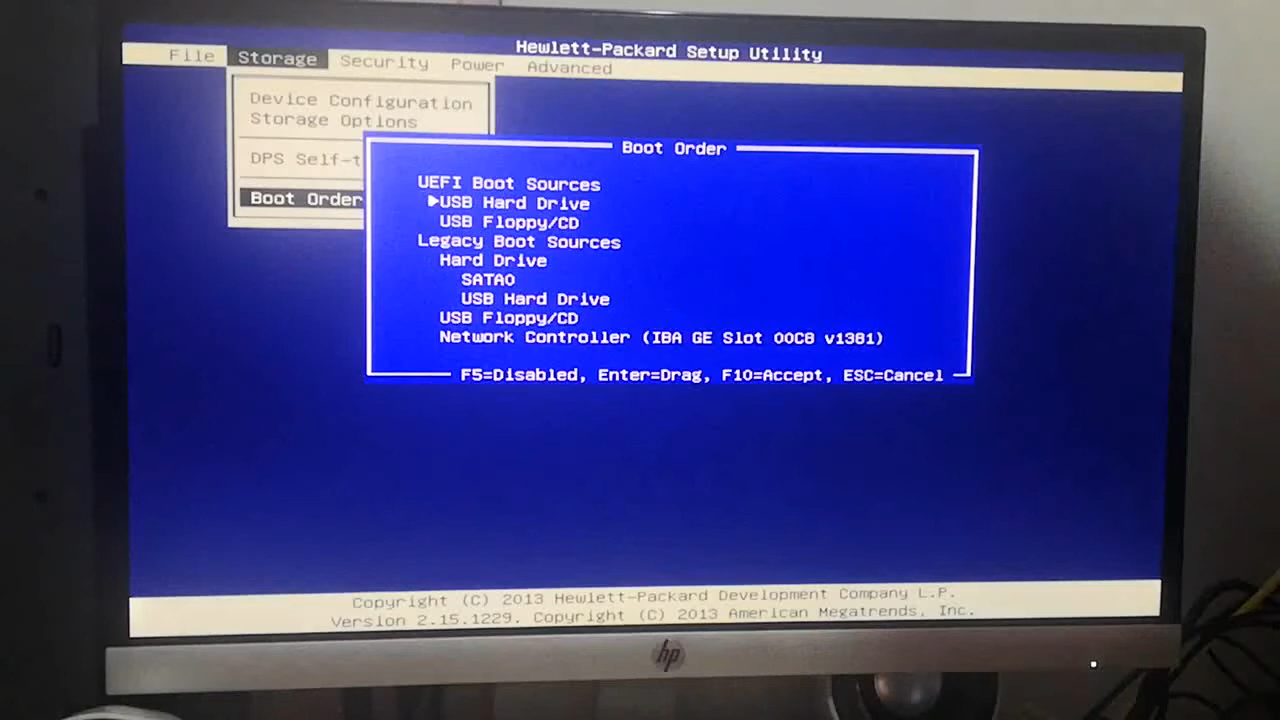 Hewlett-Packard Setup Utility
File Storage Security Power Advanced
Device Configuration
Storage Options
DPS Self-t
Boot Order
Boot Order
UEFI Boot Sources
▶USB Hard Drive
USB Floppy/CD
Legacy Boot Sources
Hard Drive
SATA0
USB Hard Drive
USB Floppy/CD
Network Controller (IBA GE Slot 00C8 v1381)
F5=Disabled, Enter=Drag, F10=Accept, ESC=Cancel
Copyright (C) 2013 Hewlett-Packard Development Company L.P.
Version 2.15.1229. Copyright (C) 2013 American Megatrends, Inc.
hp